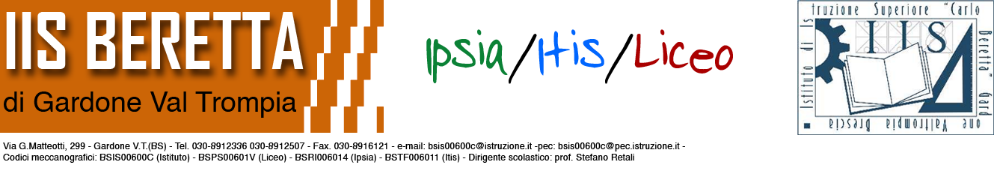 IIS BERETTA
di Gardone Val Trompia
Ipsia/Itis/Liceo
Istituto di Istruzione Superiore "Carlo Beretta" Gardone Valtrompia Brescia
IIS
Via G.Matteotti, 299 - Gardone V.T.(BS) - Tel. 030-8912336 030-8912507 - Fax. 030-8916121 - e-mail: bsis00600c@istruzione.it -pec: bsis00600c@pec.istruzione.it -
Codici meccanografici: BSIS00600C (Istituto) - BSPS00601V (Liceo) - BSRI006014 (Ipsia) - BSTF006011 (Itis) - Dirigente scolastico: prof. Stefano Retali